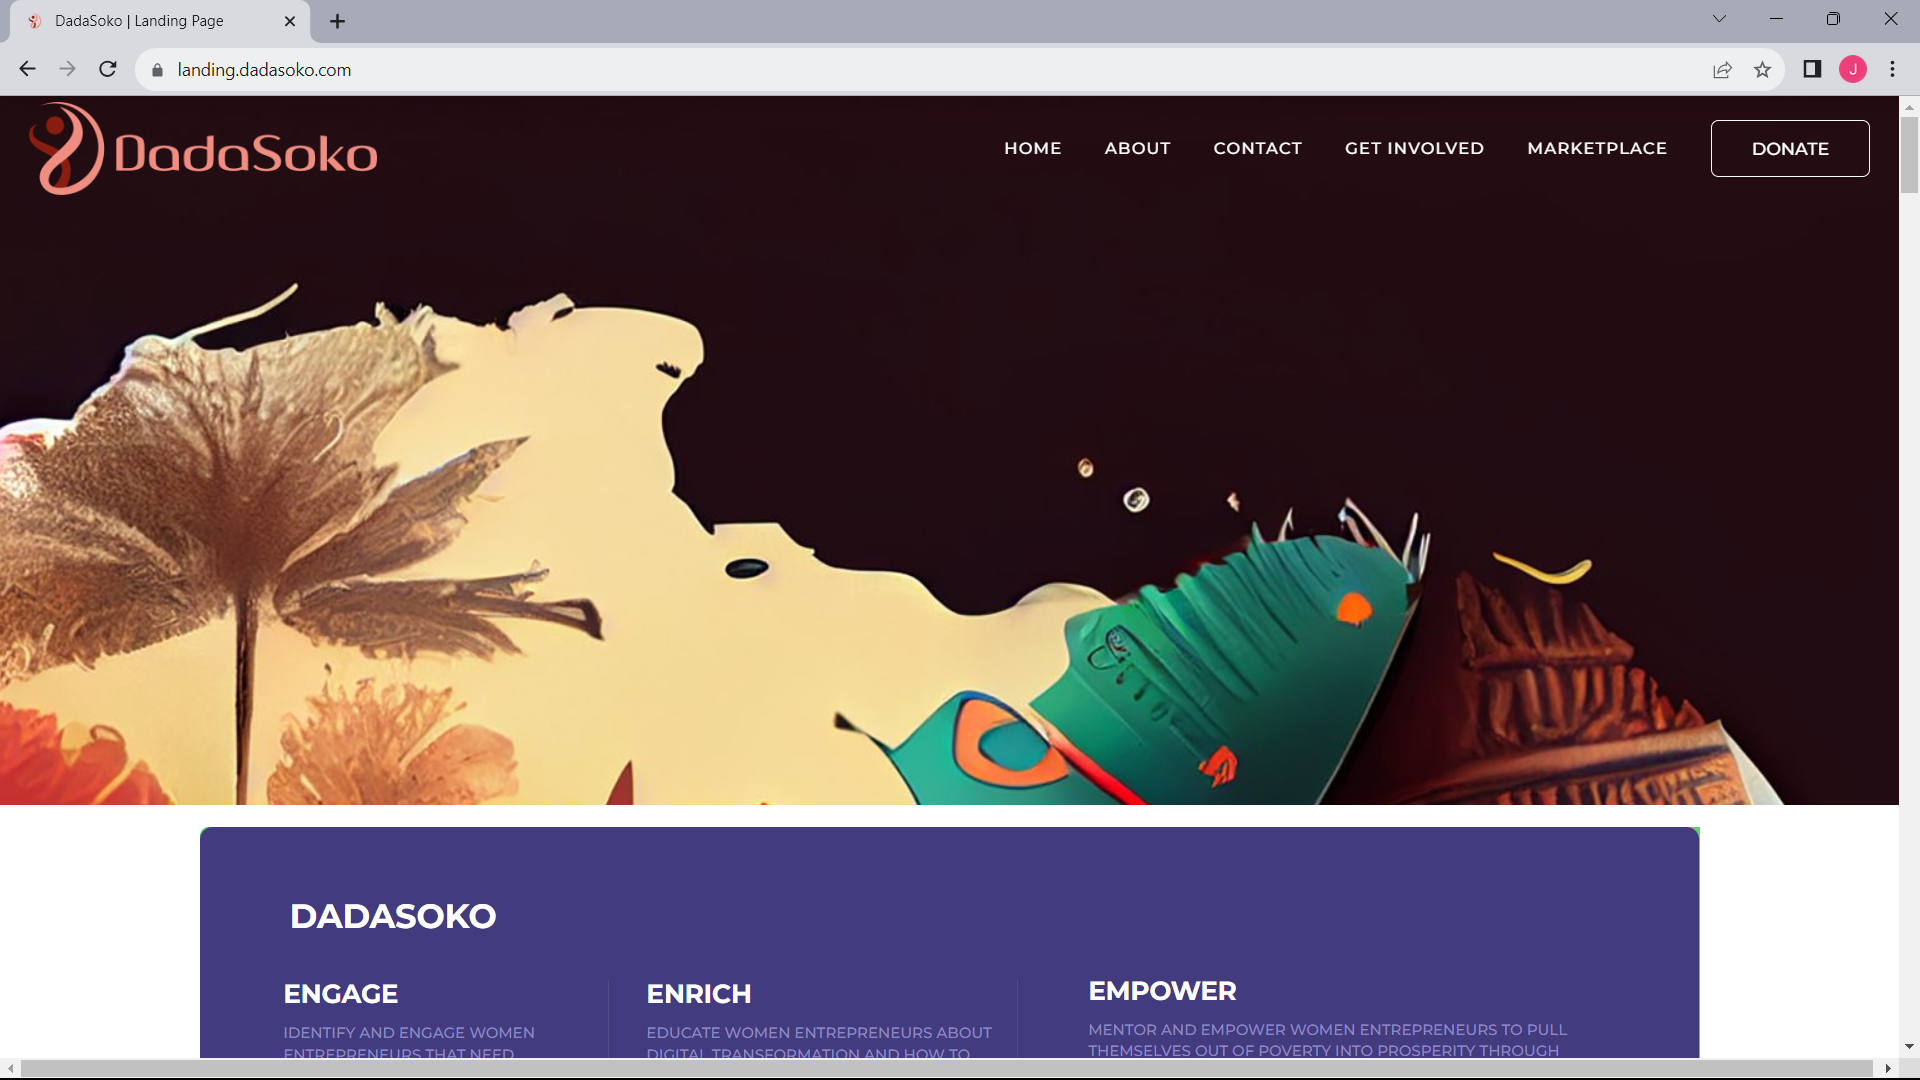 DadaSoko | Landing Page
landing.dadasoko.com
J
DadaSoko
HOME
ABOUT
CONTACT
GET INVOLVED
MARKETPLACE
DONATE
DADASOKO
ENGAGE
IDENTIFY AND ENGAGE WOMEN
ENTREPRENEURS THAT NEED
ENRICH
EDUCATE WOMEN ENTREPRENEURS ABOUT
DIGITAL TRANSFORMATION AND HOW TO
EMPOWER
MENTOR AND EMPOWER WOMEN ENTREPRENEURS TO PULL
THEMSELVES OUT OF POVERTY INTO PROSPERITY THROUGH